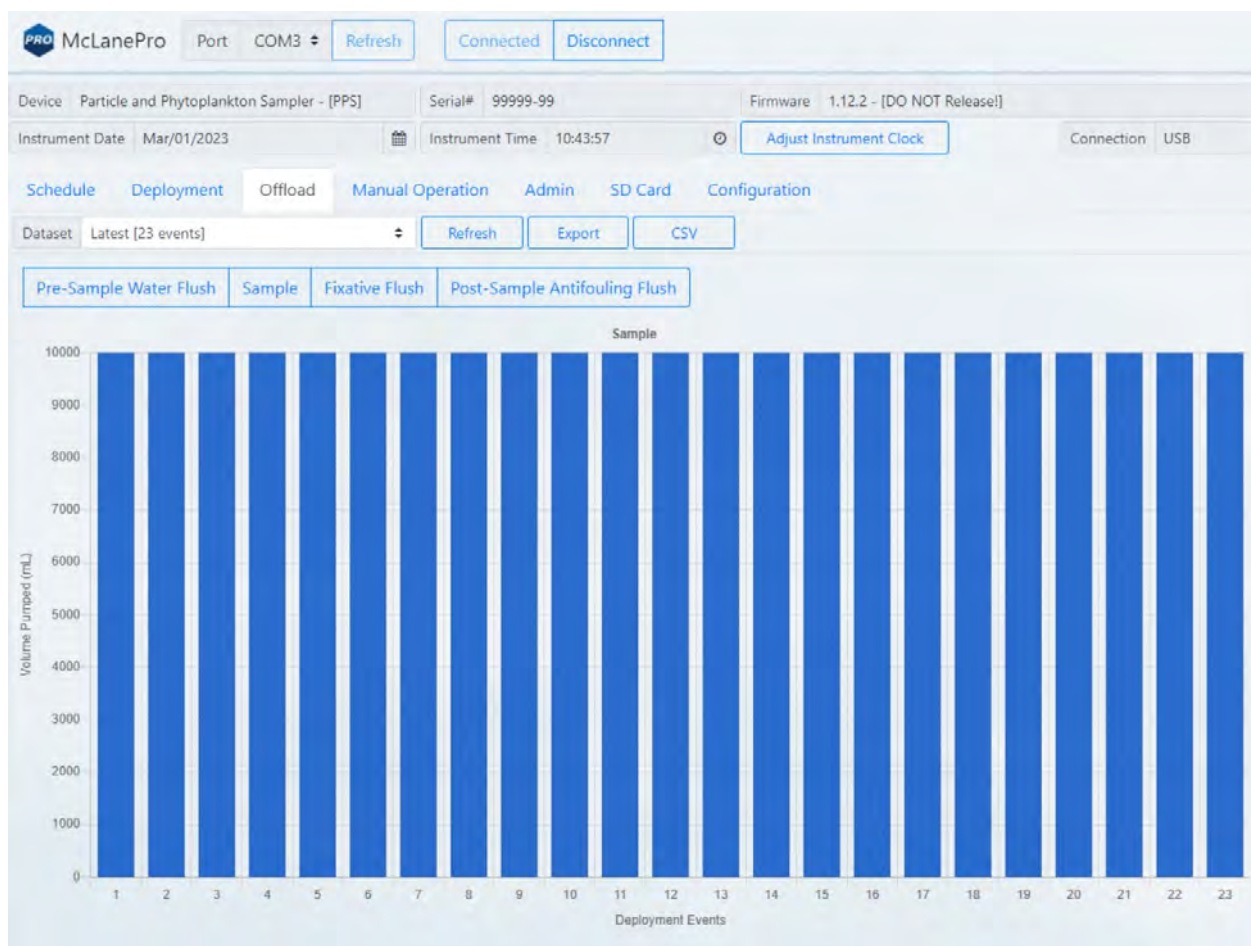 PRO McLanePro Port COM3 Refresh Connected Disconnect
Device Particle and Phytoplankton Sampler - [PPS] Serial# 99999-99 Firmware 1.12.2 - [DO NOT Release!]
Instrument Date Mar/01/2023 Instrument Time 10:43:57 Adjust Instrument Clock Connection USB
Schedule Deployment Offload Manual Operation Admin SD Card Configuration
Dataset Latest [23 events] Refresh Export CSV
Pre-Sample Water Flush Sample Fixative Flush Post-Sample Antifouling Flush
Sample
10000
9000
8000
7000
6000
5000
4000
3000
2000
1000
0
Volume Pumped (mL)
1 2 3 4 5 6 7 8 9 10 11 12 13 14 15 16 17 18 19 20 21 22 23
Deployment Events